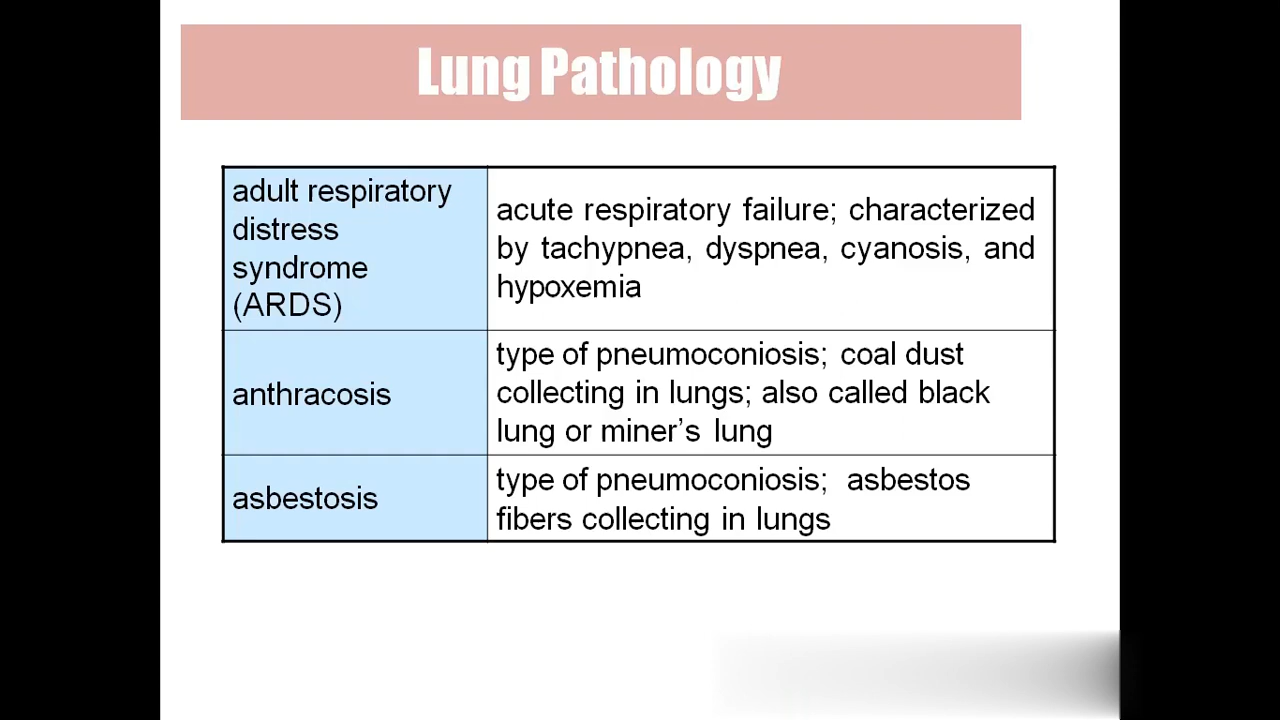 Lung Pathology
adult respiratory
distress
syndrome
(ARDS)
acute respiratory failure; characterized
by tachypnea, dyspnea, cyanosis, and
hypoxemia
anthracosis
type of pneumoconiosis; coal dust
collecting in lungs; also called black
lung or miner’s lung
asbestosis
type of pneumoconiosis; asbestos
fibers collecting in lungs